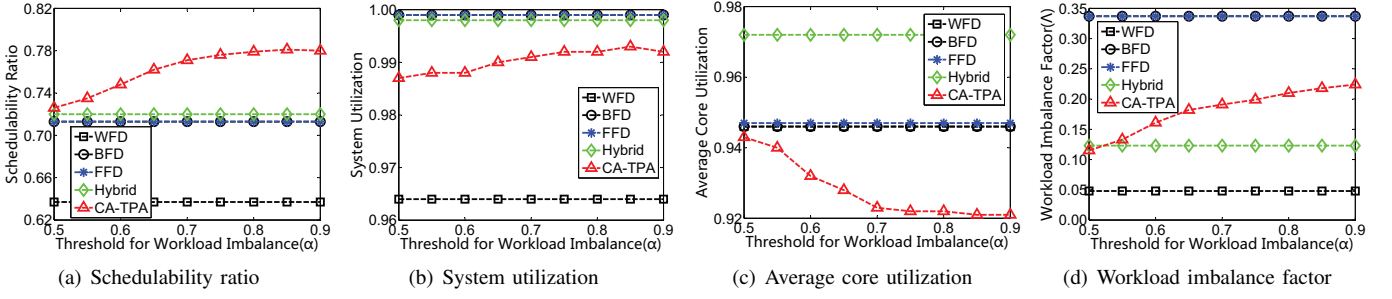 Schedulability Ratio
0.82
0.78
0.74
0.70
0.66
0.62
WFD
BFD
FFD
Hybrid
CA-TPA
0.5 0.6 0.7 0.8 0.9
Threshold for Workload Imbalance(α)
(a) Schedulability ratio
System Utilization
1.00
0.99
0.98
0.97
0.96
WFD
BFD
FFD
Hybrid
CA-TPA
0.5 0.6 0.7 0.8 0.9
Threshold for Workload Imbalance(α)
(b) System utilization
Average Core Utilization
0.98
0.96
0.94
0.92
WFD
BFD
FFD
Hybrid
CA-TPA
0.5 0.6 0.7 0.8 0.9
Threshold for Workload Imbalance(α)
(c) Average core utilization
Workload Imbalance Factor(Λ)
0.35
0.30
0.25
0.20
0.15
0.10
0.05
0.00
WFD
BFD
FFD
Hybrid
CA-TPA
0.5 0.6 0.7 0.8 0.9
Threshold for Workload Imbalance(α)
(d) Workload imbalance factor